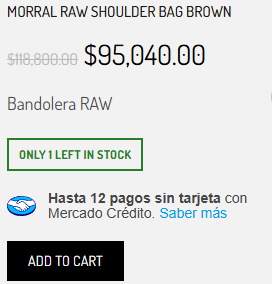 MORRAL RAW SHOULDER BAG BROWN
$118,800.00 $95,040.00
Bandolera RAW
ONLY 1 LEFT IN STOCK
Hasta 12 pagos sin tarjeta con
Mercado Crédito. Saber más
ADD TO CART